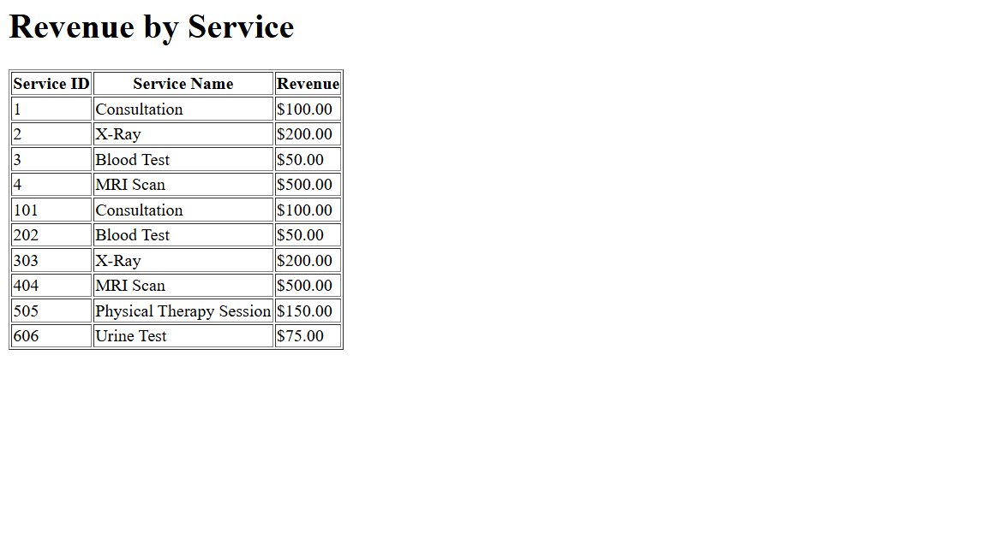 Revenue by Service
Service ID Service Name Revenue
1 Consultation $100.00
2 X-Ray $200.00
3 Blood Test $50.00
4 MRI Scan $500.00
101 Consultation $100.00
202 Blood Test $50.00
303 X-Ray $200.00
404 MRI Scan $500.00
505 Physical Therapy Session $150.00
606 Urine Test $75.00